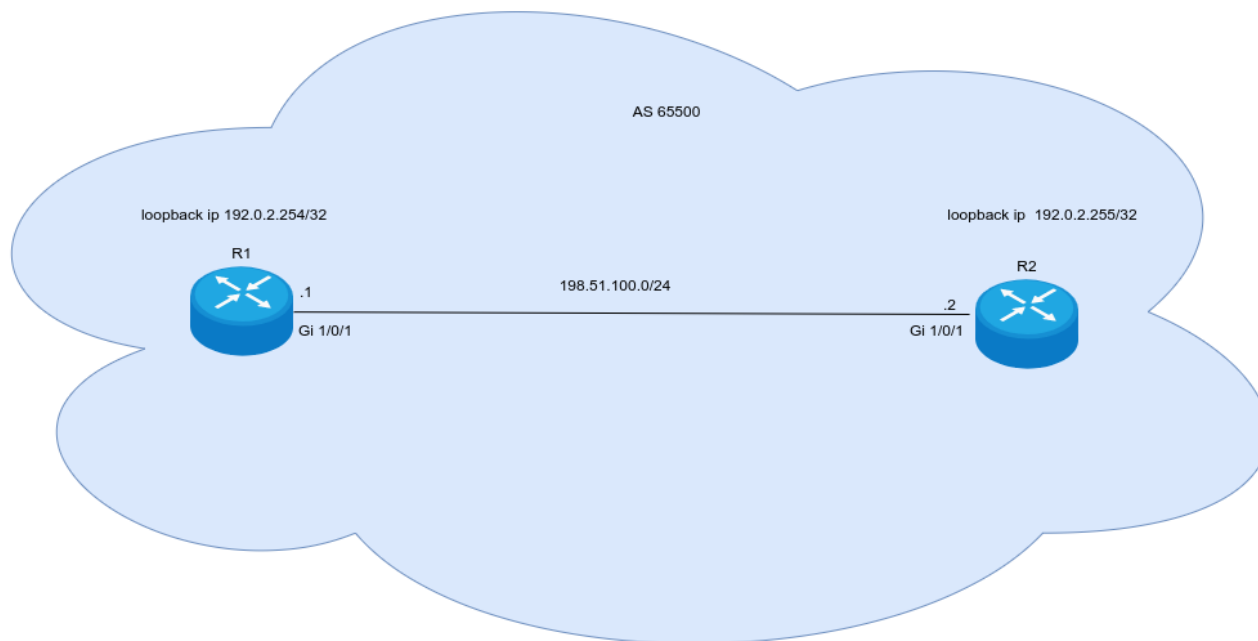 AS 65500
loopback ip 192.0.2.254/32
loopback ip  192.0.2.255/32
R1
R2
.1
198.51.100.0/24
.2
Gi 1/0/1
Gi 1/0/1